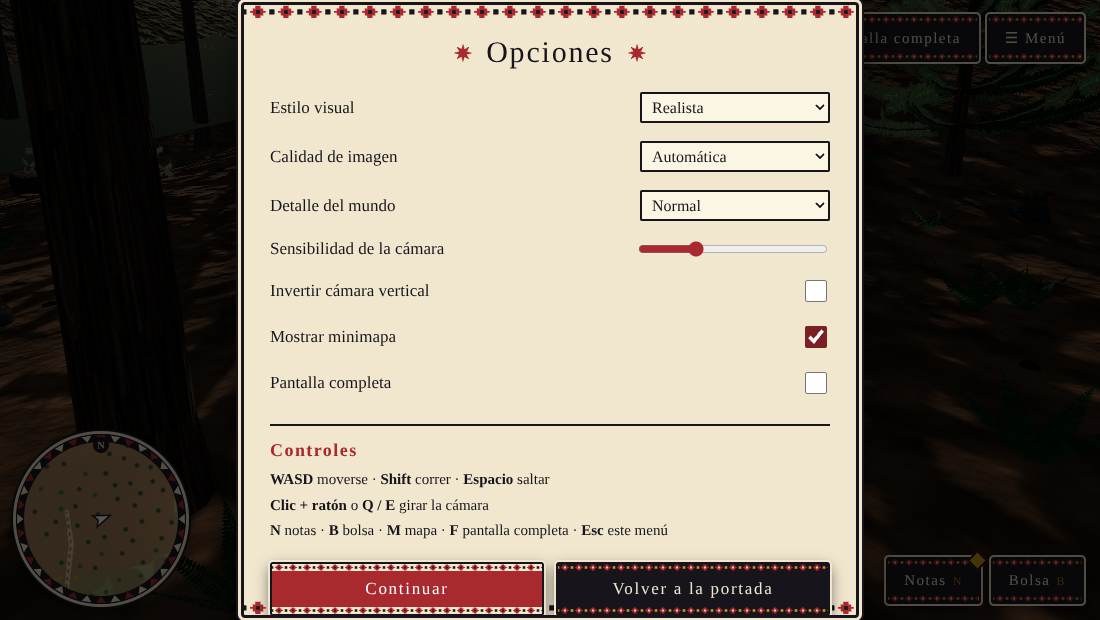 Opciones
lla completa
☰ Menú
Estilo visual
Realista
Calidad de imagen
Automática
Detalle del mundo
Normal
Sensibilidad de la cámara
Invertir cámara vertical
Mostrar minimapa
Pantalla completa
N
Controles
WASD moverse · Shift correr · Espacio saltar
Clic + ratón o Q / E girar la cámara
N notas · B bolsa · M mapa · F pantalla completa · Esc este menú
Continuar
Volver a la portada
Notas N
Bolsa B